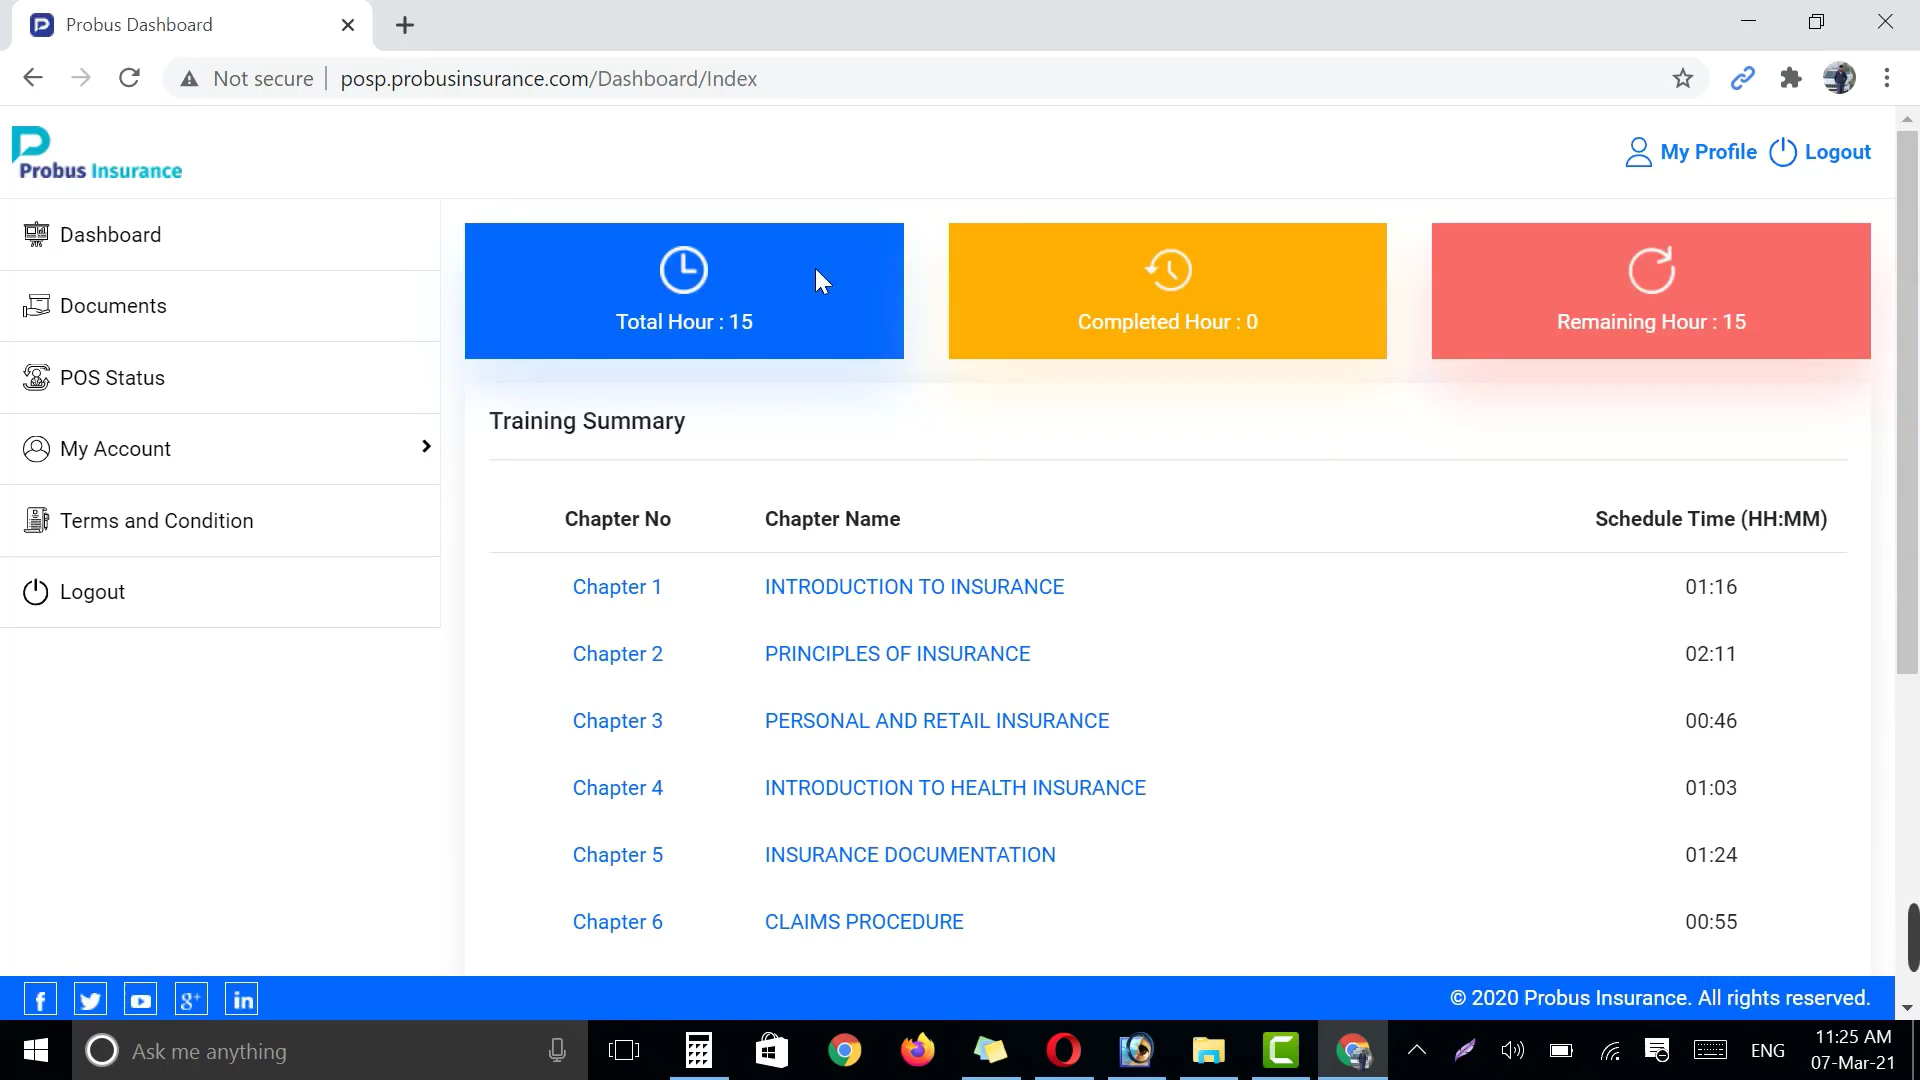 Probus Dashboard
Not secure posp.probusinsurance.com/Dashboard/Index
Probus Insurance
My Profile Logout
Dashboard
Documents
POS Status
My Account
Terms and Condition
Logout
Total Hour : 15
Completed Hour : 0
Remaining Hour : 15
Training Summary
Chapter No Chapter Name Schedule Time (HH:MM)
Chapter 1 INTRODUCTION TO INSURANCE 01:16
Chapter 2 PRINCIPLES OF INSURANCE 02:11
Chapter 3 PERSONAL AND RETAIL INSURANCE 00:46
Chapter 4 INTRODUCTION TO HEALTH INSURANCE 01:03
Chapter 5 INSURANCE DOCUMENTATION 01:24
Chapter 6 CLAIMS PROCEDURE 00:55
© 2020 Probus Insurance. All rights reserved.
Ask me anything
ENG
11:25 AM
07-Mar-21